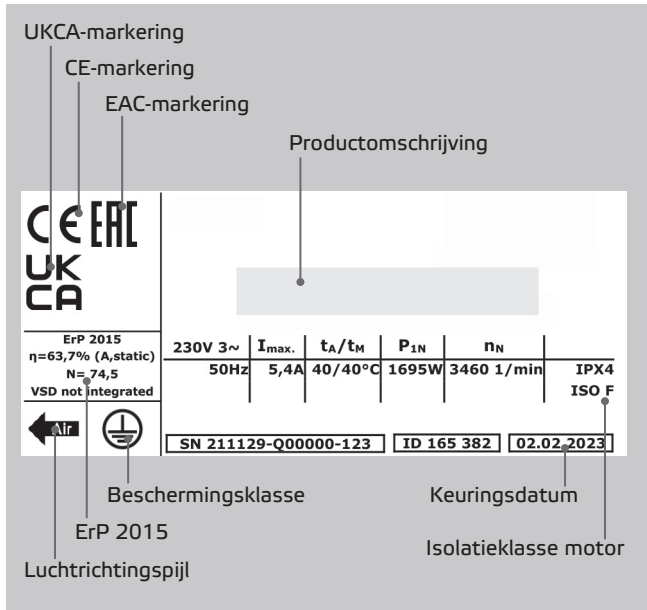 UKCA-markering
CE-markering
EAC-markering
Productomschrijving
CE EAC
UK
CA
ErP 2015
η=63,7% (A,static)
N= 74,5
VSD not integrated
230V 3~ Imax. tA/tM P1N nN
50Hz 5,4A 40/40°C 1695W 3460 1/min IPX4
ISO F
Air
SN 211129-Q00000-123 ID 165 382 02.02.2023
Beschermingsklasse
Keuringsdatum
ErP 2015
Isolatieklasse motor
Luchtrichtingspijl